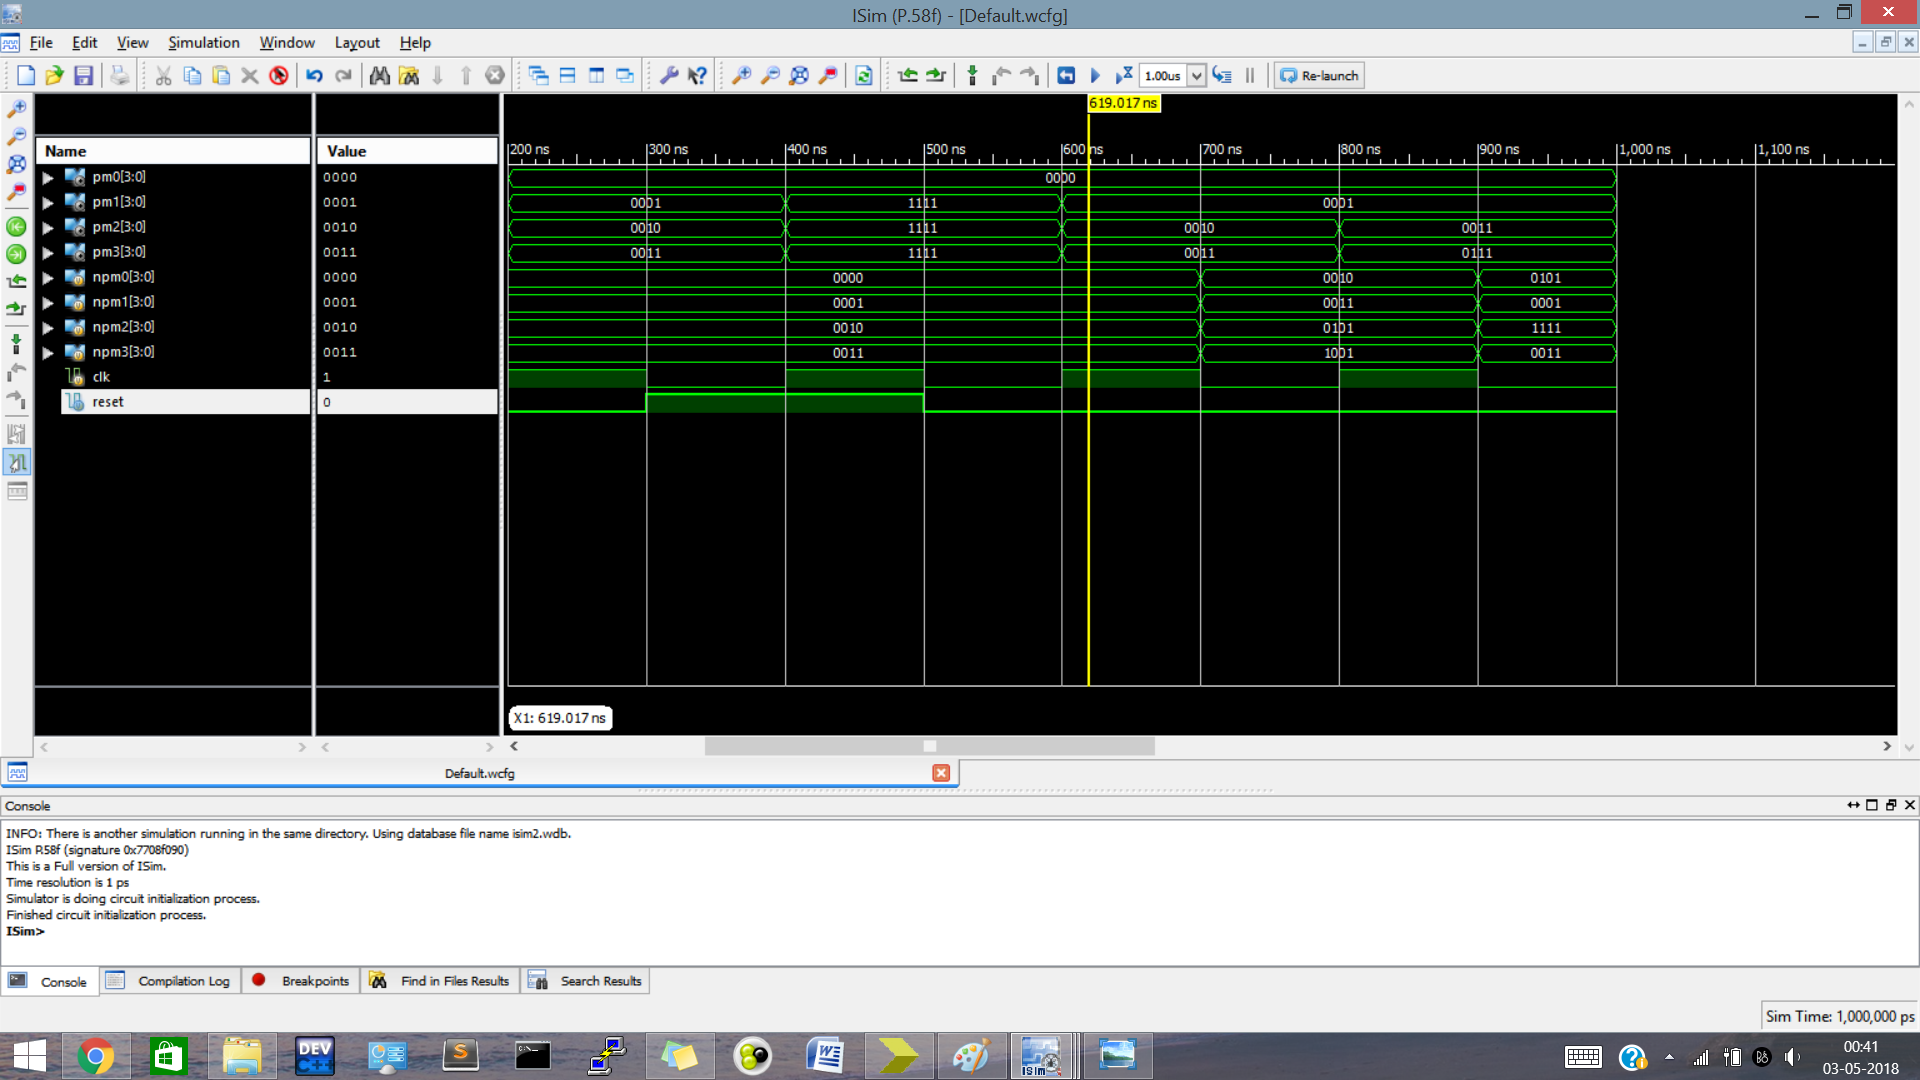 ISim (P.58f) - [Default.wcfg]
File Edit View Simulation Window Layout Help
1.00us Re-launch
619.017 ns
Name Value 200 ns 300 ns 400 ns 500 ns 600 ns 700 ns 800 ns 900 ns 1,000 ns 1,100 ns
pm0[3:0] 0000 0000
pm1[3:0] 0001 0001 1111 0001
pm2[3:0] 0010 0010 1111 0010 0011
pm3[3:0] 0011 0011 1111 0011 0111
npm0[3:0] 0000 0000 0010 0101
npm1[3:0] 0001 0001 0011 0001
npm2[3:0] 0010 0010 0101 1111
npm3[3:0] 0011 0011 1001 0011
clk 1
reset 0
X1: 619.017 ns
Default.wcfg
Console
INFO: There is another simulation running in the same directory. Using database file name isim2.wdb.
ISim P.58f (signature 0x7708f090)
This is a Full version of ISim.
Time resolution is 1 ps
Simulator is doing circuit initialization process.
Finished circuit initialization process.
ISim>
Console Compilation Log Breakpoints Find in Files Results Search Results
Sim Time: 1,000,000 ps
DEV C++ S ISim 00:41
03-05-2018